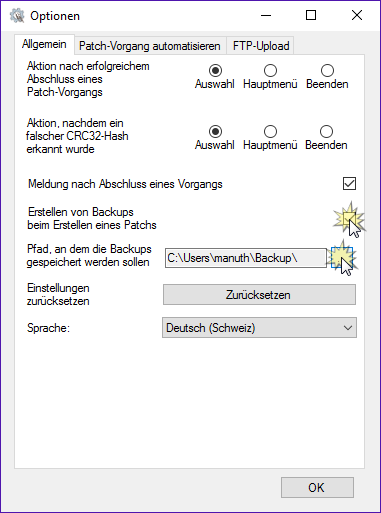 Optionen
Allgemein
Patch-Vorgang automatisieren
FTP-Upload
Aktion nach erfolgreichem
Abschluss eines
Patch-Vorgangs
Auswahl Hauptmenü Beenden
Aktion, nachdem ein
falscher CRC32-Hash
erkannt wurde
Auswahl Hauptmenü Beenden
Meldung nach Abschluss eines Vorgangs
Erstellen von Backups
beim Erstellen eines Patchs
Pfad, an dem die Backups
gespeichert werden sollen
C:\Users\manuth\Backup\
Einstellungen
zurücksetzen
Zurücksetzen
Sprache:
Deutsch (Schweiz)
OK